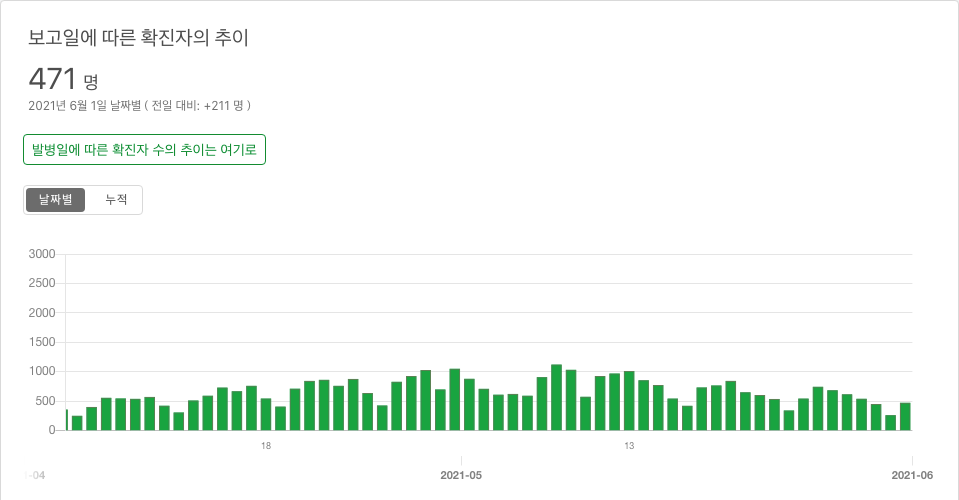 보고일에 따른 확진자의 추이
471 명
2021년 6월 1일 날짜별 ( 전일 대비: +211 명 )
발병일에 따른 확진자 수의 추이는 여기로
날짜별 누적
3000
2500
2000
1500
1000
500
0
18 13
-04 2021-05 2021-06